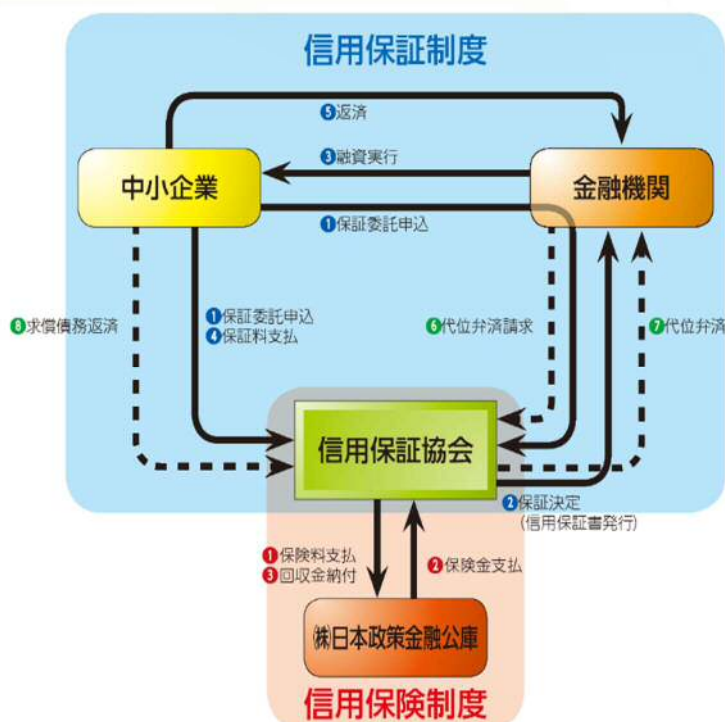 信用保証制度
❺返済
❸融資実行
中小企業
金融機関
❶保証委託申込
❽求償債務返済
❶保証委託申込
❹保証料支払
❻代位弁済請求
❼代位弁済
信用保証協会
❷保証決定
(信用保証書発行)
❶保険料支払
❸回収金納付
❷保険金支払
㈱日本政策金融公庫
信用保険制度